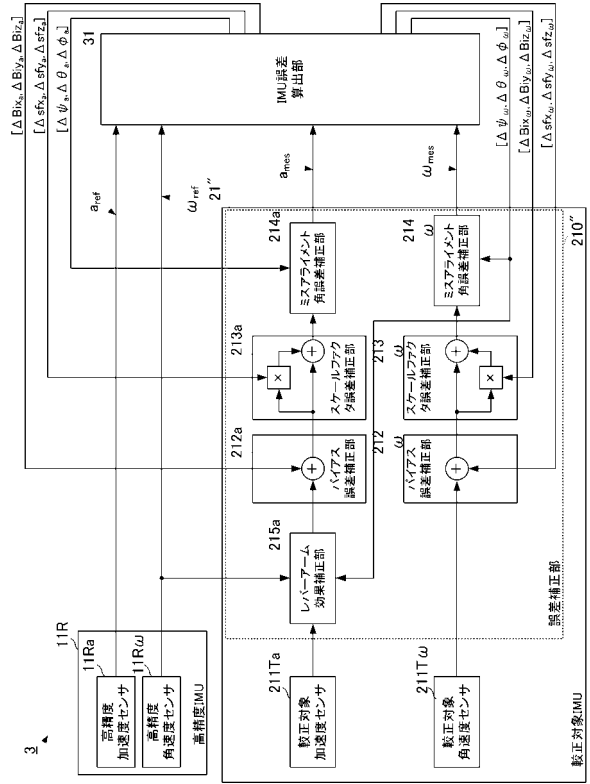 3
11R
11Ra
高精度
加速度センサ
11Rω
高精度
角速度センサ
高精度IMU
a ref
ω ref
21″
31
IMU誤差
算出部
a mes
ω mes
[Δψa, Δθa, Δφa]
[Δsfxa, Δsfya, Δsfza]
[ΔBixa, ΔBiya, ΔBiza]
[Δψω, Δθω, Δφω]
[ΔBixω, ΔBiyω, ΔBizω]
[Δsfxω, Δsfyω, Δsfzω]
211Ta
較正対象
加速度センサ
215a
レバーアーム
効果補正部
212a
バイアス
誤差補正部
213a
スケールファク
タ誤差補正部
214a
ミスアライメント
角誤差補正部
211Tω
較正対象
角速度センサ
212
ω
バイアス
誤差補正部
213
ω
スケールファク
タ誤差補正部
214
ω
ミスアライメント
角誤差補正部
+
×
+
+
×
+
210″
誤差補正部
較正対象IMU